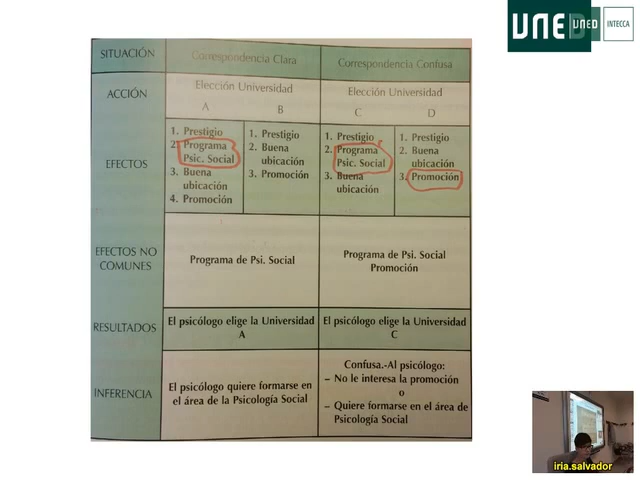 UNED
UNED
INTECCA
SITUACIÓN
Correspondencia Clara
Correspondencia Confusa
ACCIÓN
Elección Universidad
A
B
Elección Universidad
C
D
EFECTOS
1. Prestigio
2. Programa
Psic. Social
3. Buena
ubicación
4. Promoción
1. Prestigio
2. Buena
ubicación
3. Promoción
1. Prestigio
2. Programa
Psic. Social
3. Buena
ubicación
1. Prestigio
2. Buena
ubicación
3. Promoción
EFECTOS NO
COMUNES
Programa de Psi. Social
Programa de Psi. Social
Promoción
RESULTADOS
El psicólogo elige la Universidad
A
El psicólogo elige la Universidad
C
INFERENCIA
El psicólogo quiere formarse en
el área de la Psicología Social
Confusa.-Al psicólogo:
– No le interesa la promoción
o
– Quiere formarse en el área de
Psicología Social
iria.salvador